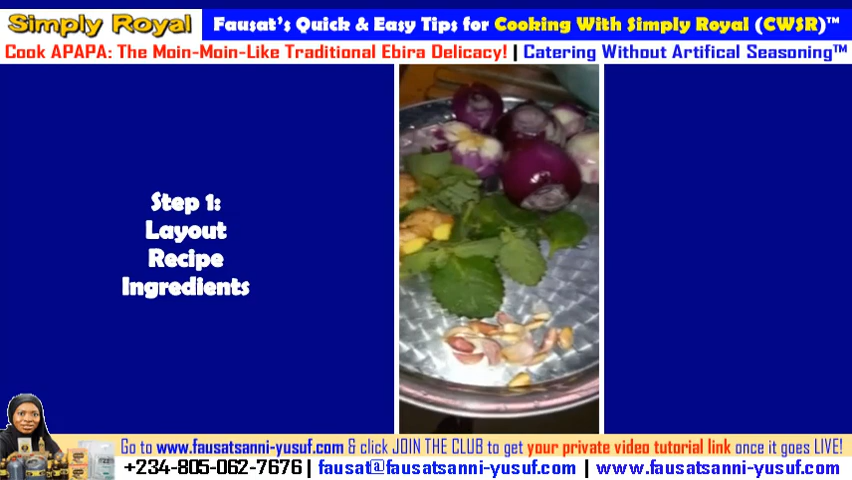 Simply Royal
Fausat's Quick & Easy Tips for Cooking With Simply Royal (CWSR)™
Cook APAPA: The Moin-Moin-Like Traditional Ebira Delicacy! | Catering Without Artifical Seasoning™
Step 1:
Layout
Recipe
Ingredients
Go to www.fausatsanni-yusuf.com & click JOIN THE CLUB to get your private video tutorial link once it goes LIVE!
+234-805-062-7676 | fausat@fausatsanni-yusuf.com | www.fausatsanni-yusuf.com